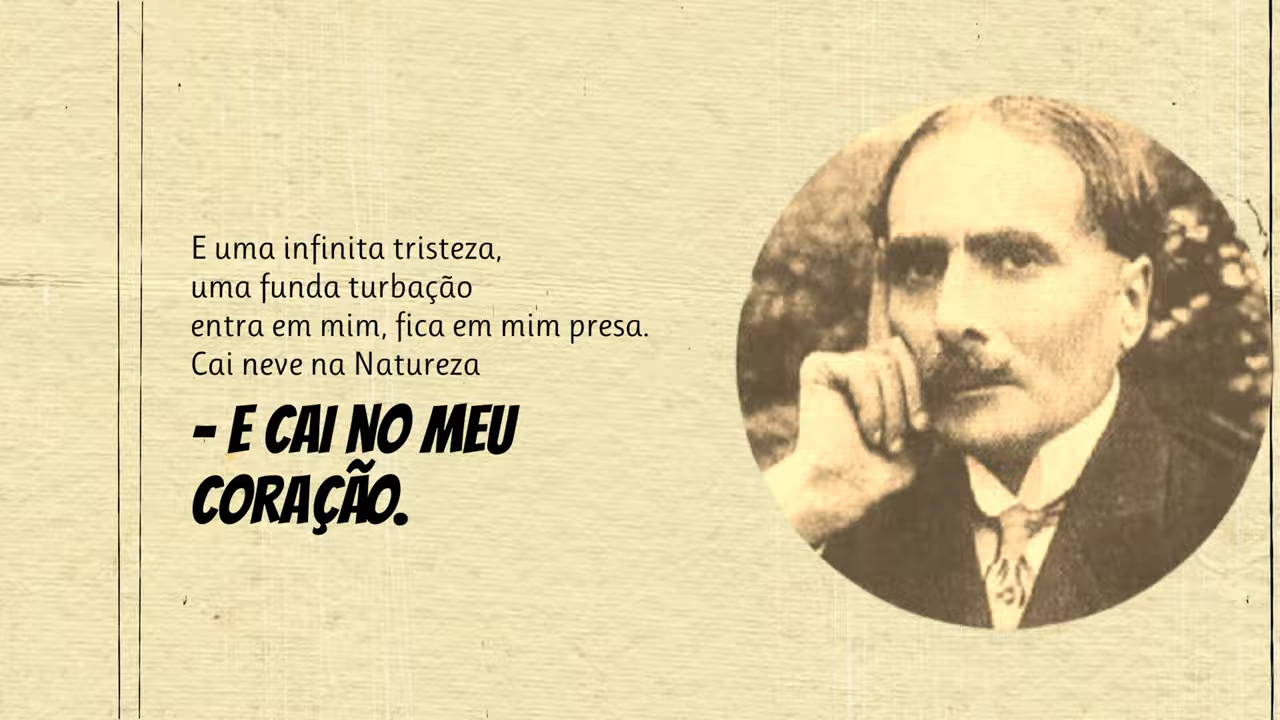 E uma infinita tristeza,
uma funda turbação
entra em mim, fica em mim presa.
Cai neve na Natureza
- E CAI NO MEU
CORAÇÃO.